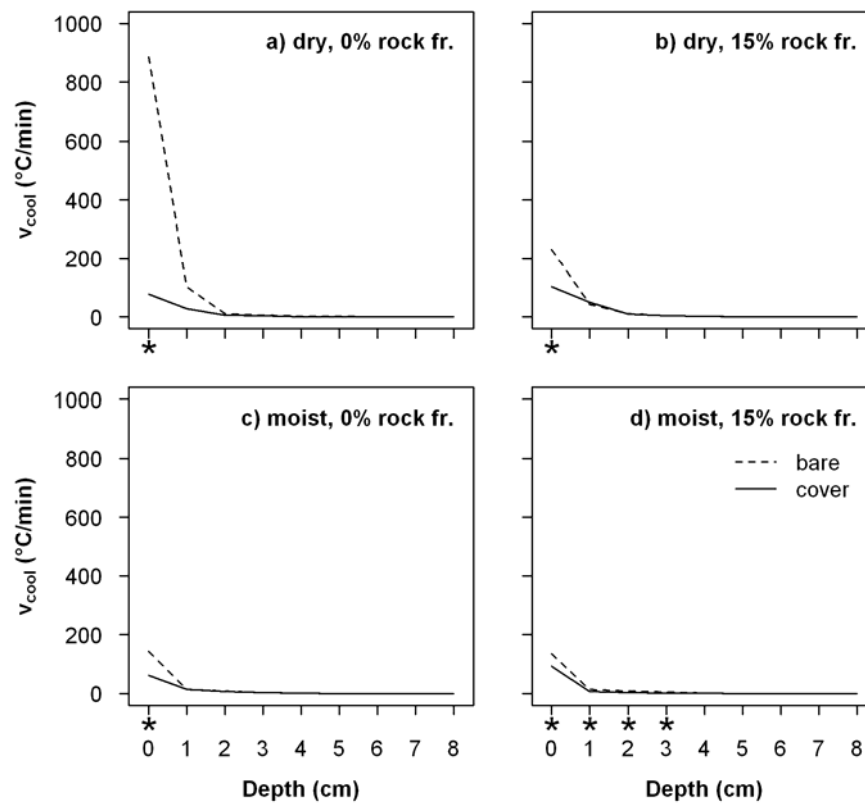 1000
800
600
400
200
0
v_cool (°C/min)
a) dry, 0% rock fr.
*
b) dry, 15% rock fr.
*
1000
800
600
400
200
0
v_cool (°C/min)
c) moist, 0% rock fr.
*
0 1 2 3 4 5 6 7 8
Depth (cm)
d) moist, 15% rock fr.
bare
cover
* * * *
0 1 2 3 4 5 6 7 8
Depth (cm)